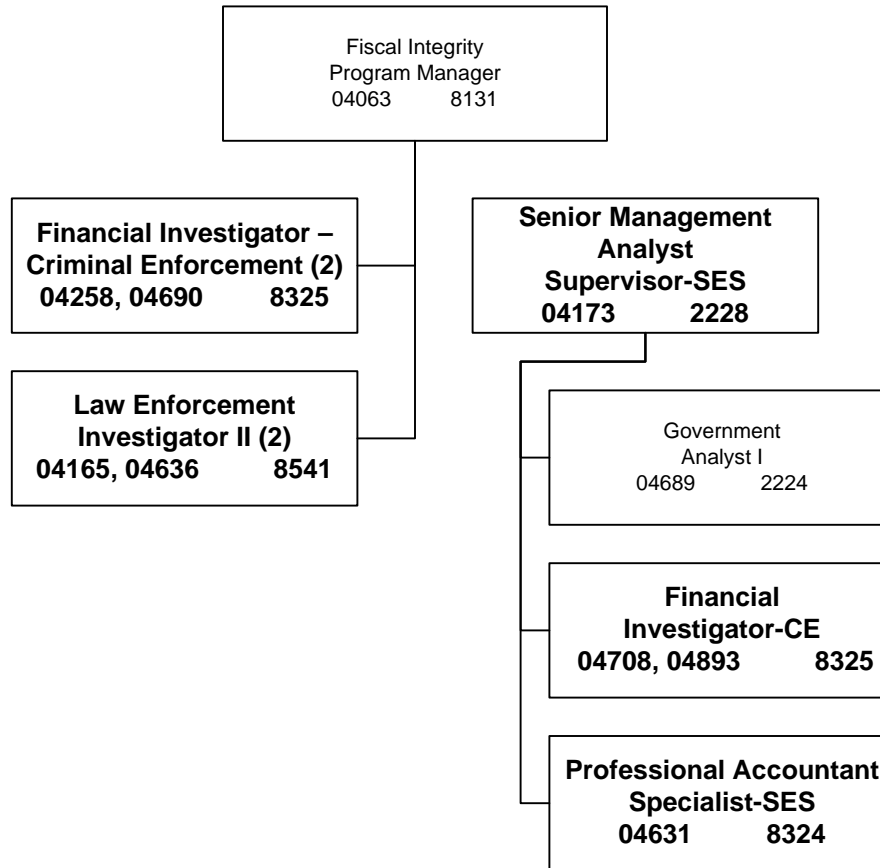 Fiscal Integrity
Program Manager
04063 8131
Financial Investigator –
Criminal Enforcement (2)
04258, 04690 8325
Law Enforcement
Investigator II (2)
04165, 04636 8541
Senior Management
Analyst
Supervisor-SES
04173 2228
Government
Analyst I
04689 2224
Financial
Investigator-CE
04708, 04893 8325
Professional Accountant
Specialist-SES
04631 8324